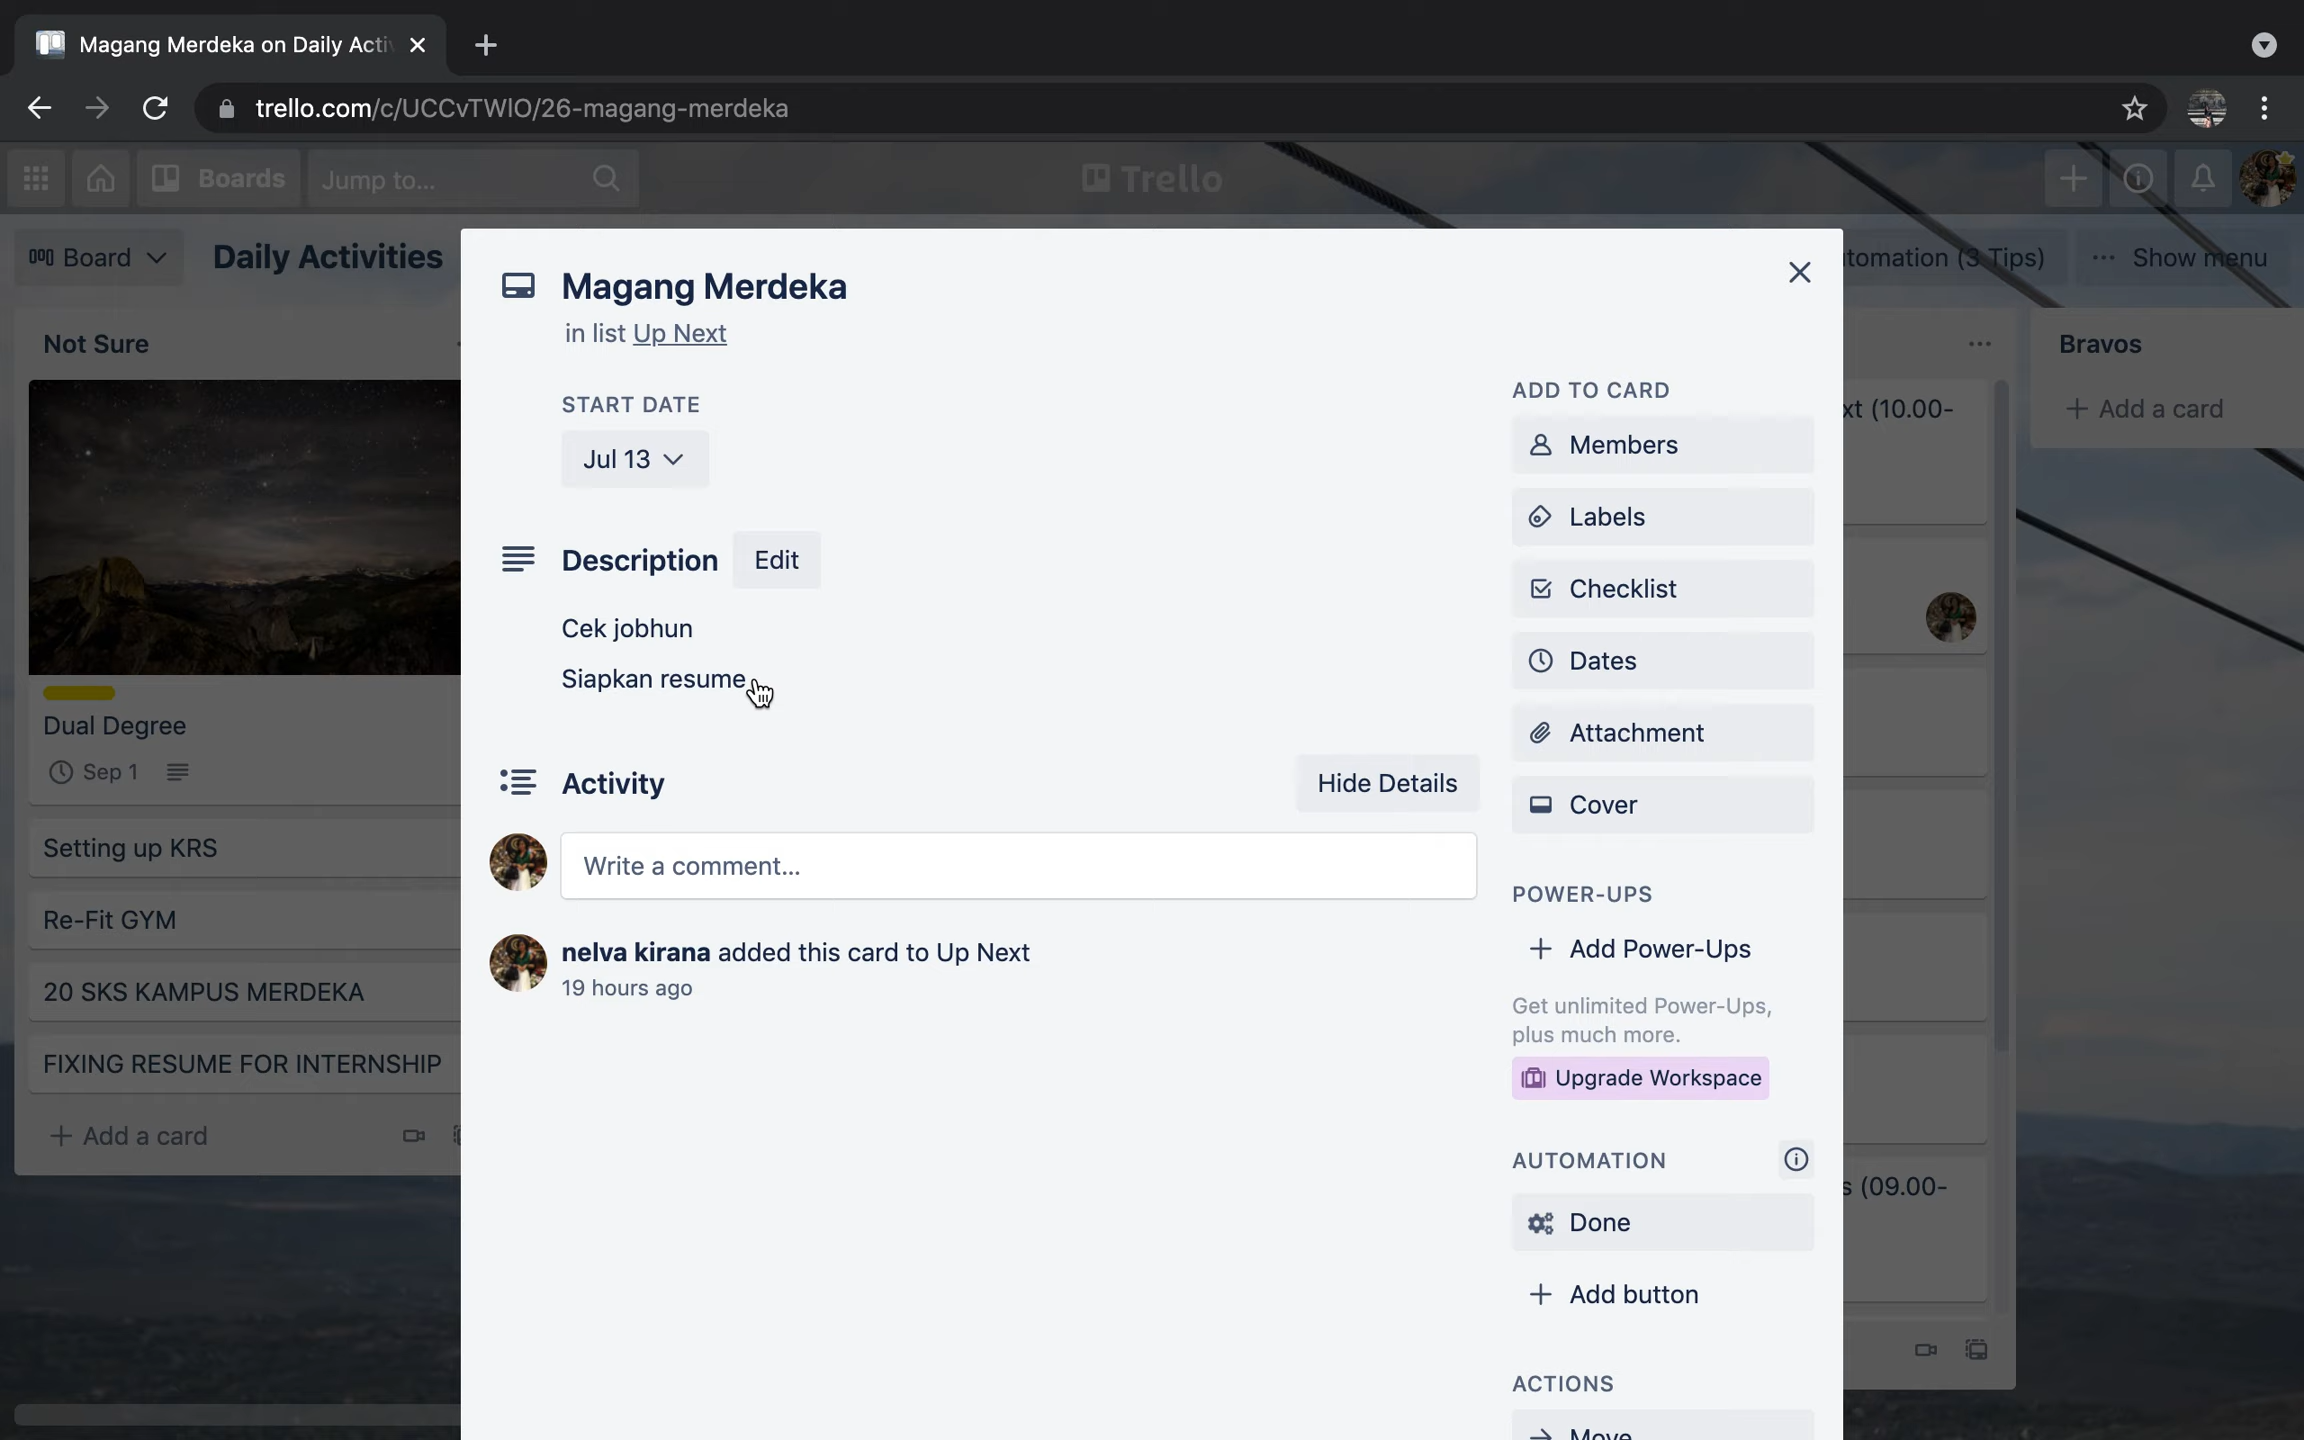 Magang Merdeka on Daily Acti
trello.com/c/UCCvTWlO/26-magang-merdeka
Boards
Jump to...
Trello
Board
Daily Activities
tomation (3 Tips)
Show menu
Not Sure
Dual Degree
Sep 1
Setting up KRS
Re-Fit GYM
20 SKS KAMPUS MERDEKA
FIXING RESUME FOR INTERNSHIP
Add a card
Magang Merdeka
in list Up Next
START DATE
Jul 13
Description
Edit
Cek jobhun
Siapkan resume
Activity
Hide Details
Write a comment...
nelva kirana added this card to Up Next
19 hours ago
ADD TO CARD
Members
Labels
Checklist
Dates
Attachment
Cover
POWER-UPS
Add Power-Ups
Get unlimited Power-Ups,
plus much more.
Upgrade Workspace
AUTOMATION
Done
Add button
ACTIONS
Move
xt (10.00-
s (09.00-
Bravos
Add a card